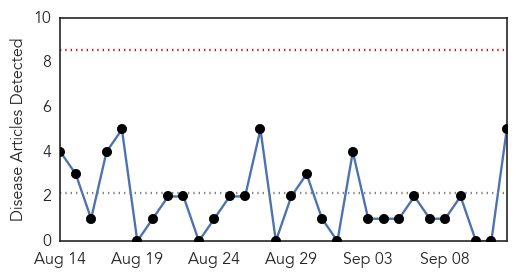 Disease Articles Detected
10
8
6
4
2
0
Aug 14
Aug 19
Aug 24
Aug 29
Sep 03
Sep 08